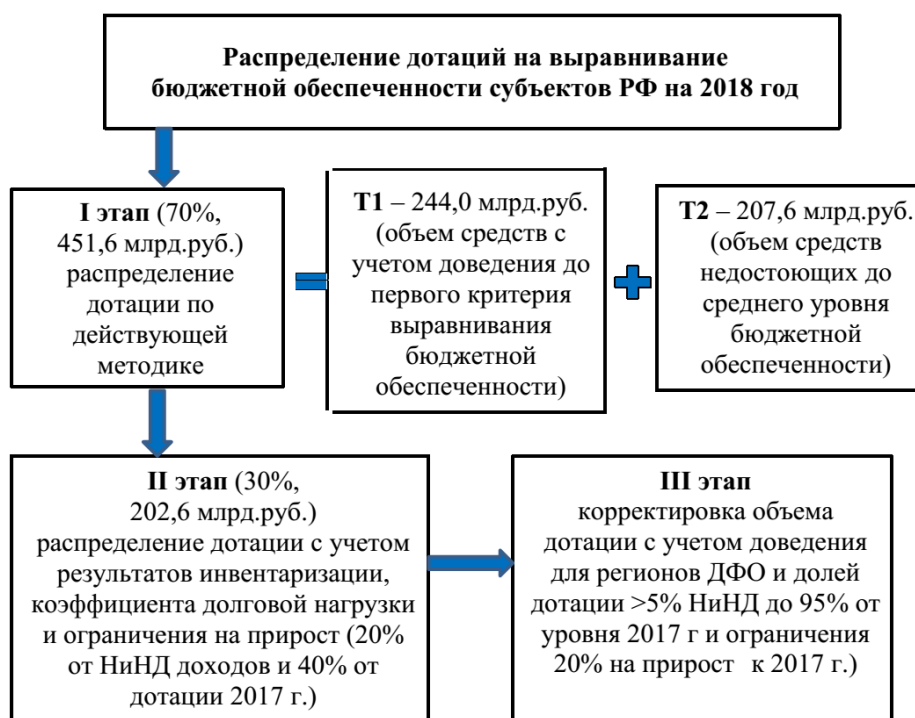 Распределение дотаций на выравнивание
бюджетной обеспеченности субъектов РФ на 2018 год
I этап (70%,
451,6 млрд.руб.)
распределение
дотации по
действующей
методике
T1 – 244,0 млрд.руб.
(объем средств с
учетом доведения до
первого критерия
выравнивания
бюджетной
обеспеченности)
T2 – 207,6 млрд.руб.
(объем средств
недостоющих до
среднего уровня
бюджетной
обеспеченности)
II этап (30%,
202,6 млрд.руб.)
распределение дотации с учетом
результатов инвентаризации,
коэффициента долговой нагрузки
и ограничения на прирост (20%
от НиНД доходов и 40% от
дотации 2017 г.)
III этап
корректировка объема
дотации с учетом доведения
для регионов ДФО и долей
дотации >5% НиНД до 95% от
уровня 2017 г и ограничения
20% на прирост к 2017 г.)